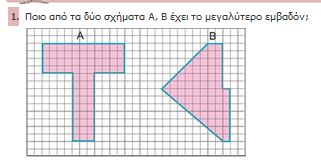 1. Ποιο από τα δύο σχήματα Α, Β έχει το μεγαλύτερο εμβαδόν;
Α Β